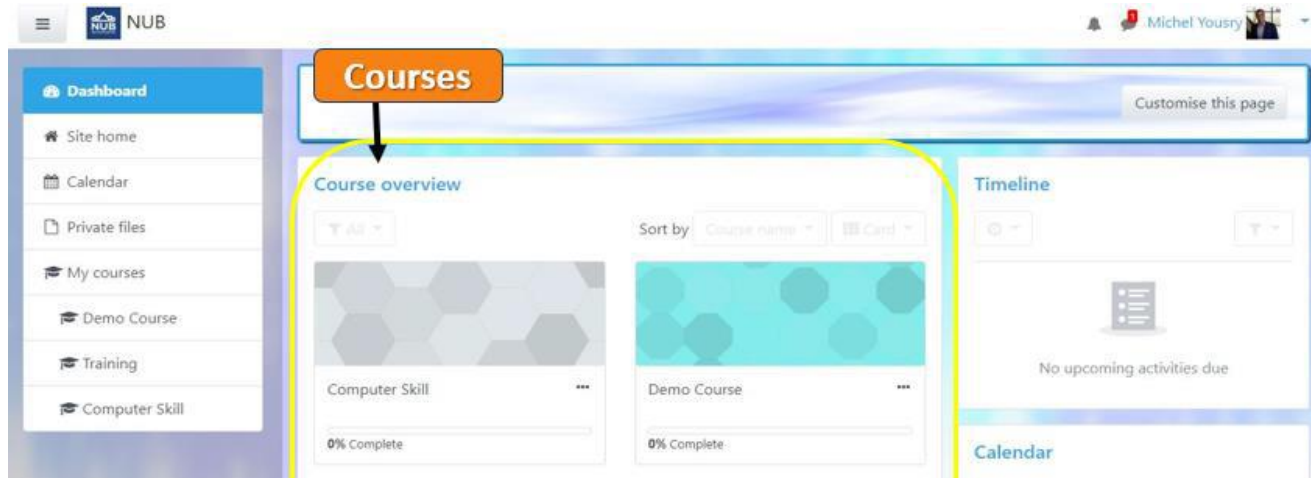 NUB NUB
1 Michel Yousry
Courses
Customise this page
Dashboard
Site home
Calendar
Private files
My courses
Demo Course
Training
Computer Skill
Course overview
All
Sort by Course name Card
Computer Skill ...
0% Complete
Demo Course ...
0% Complete
Timeline
No upcoming activities due
Calendar